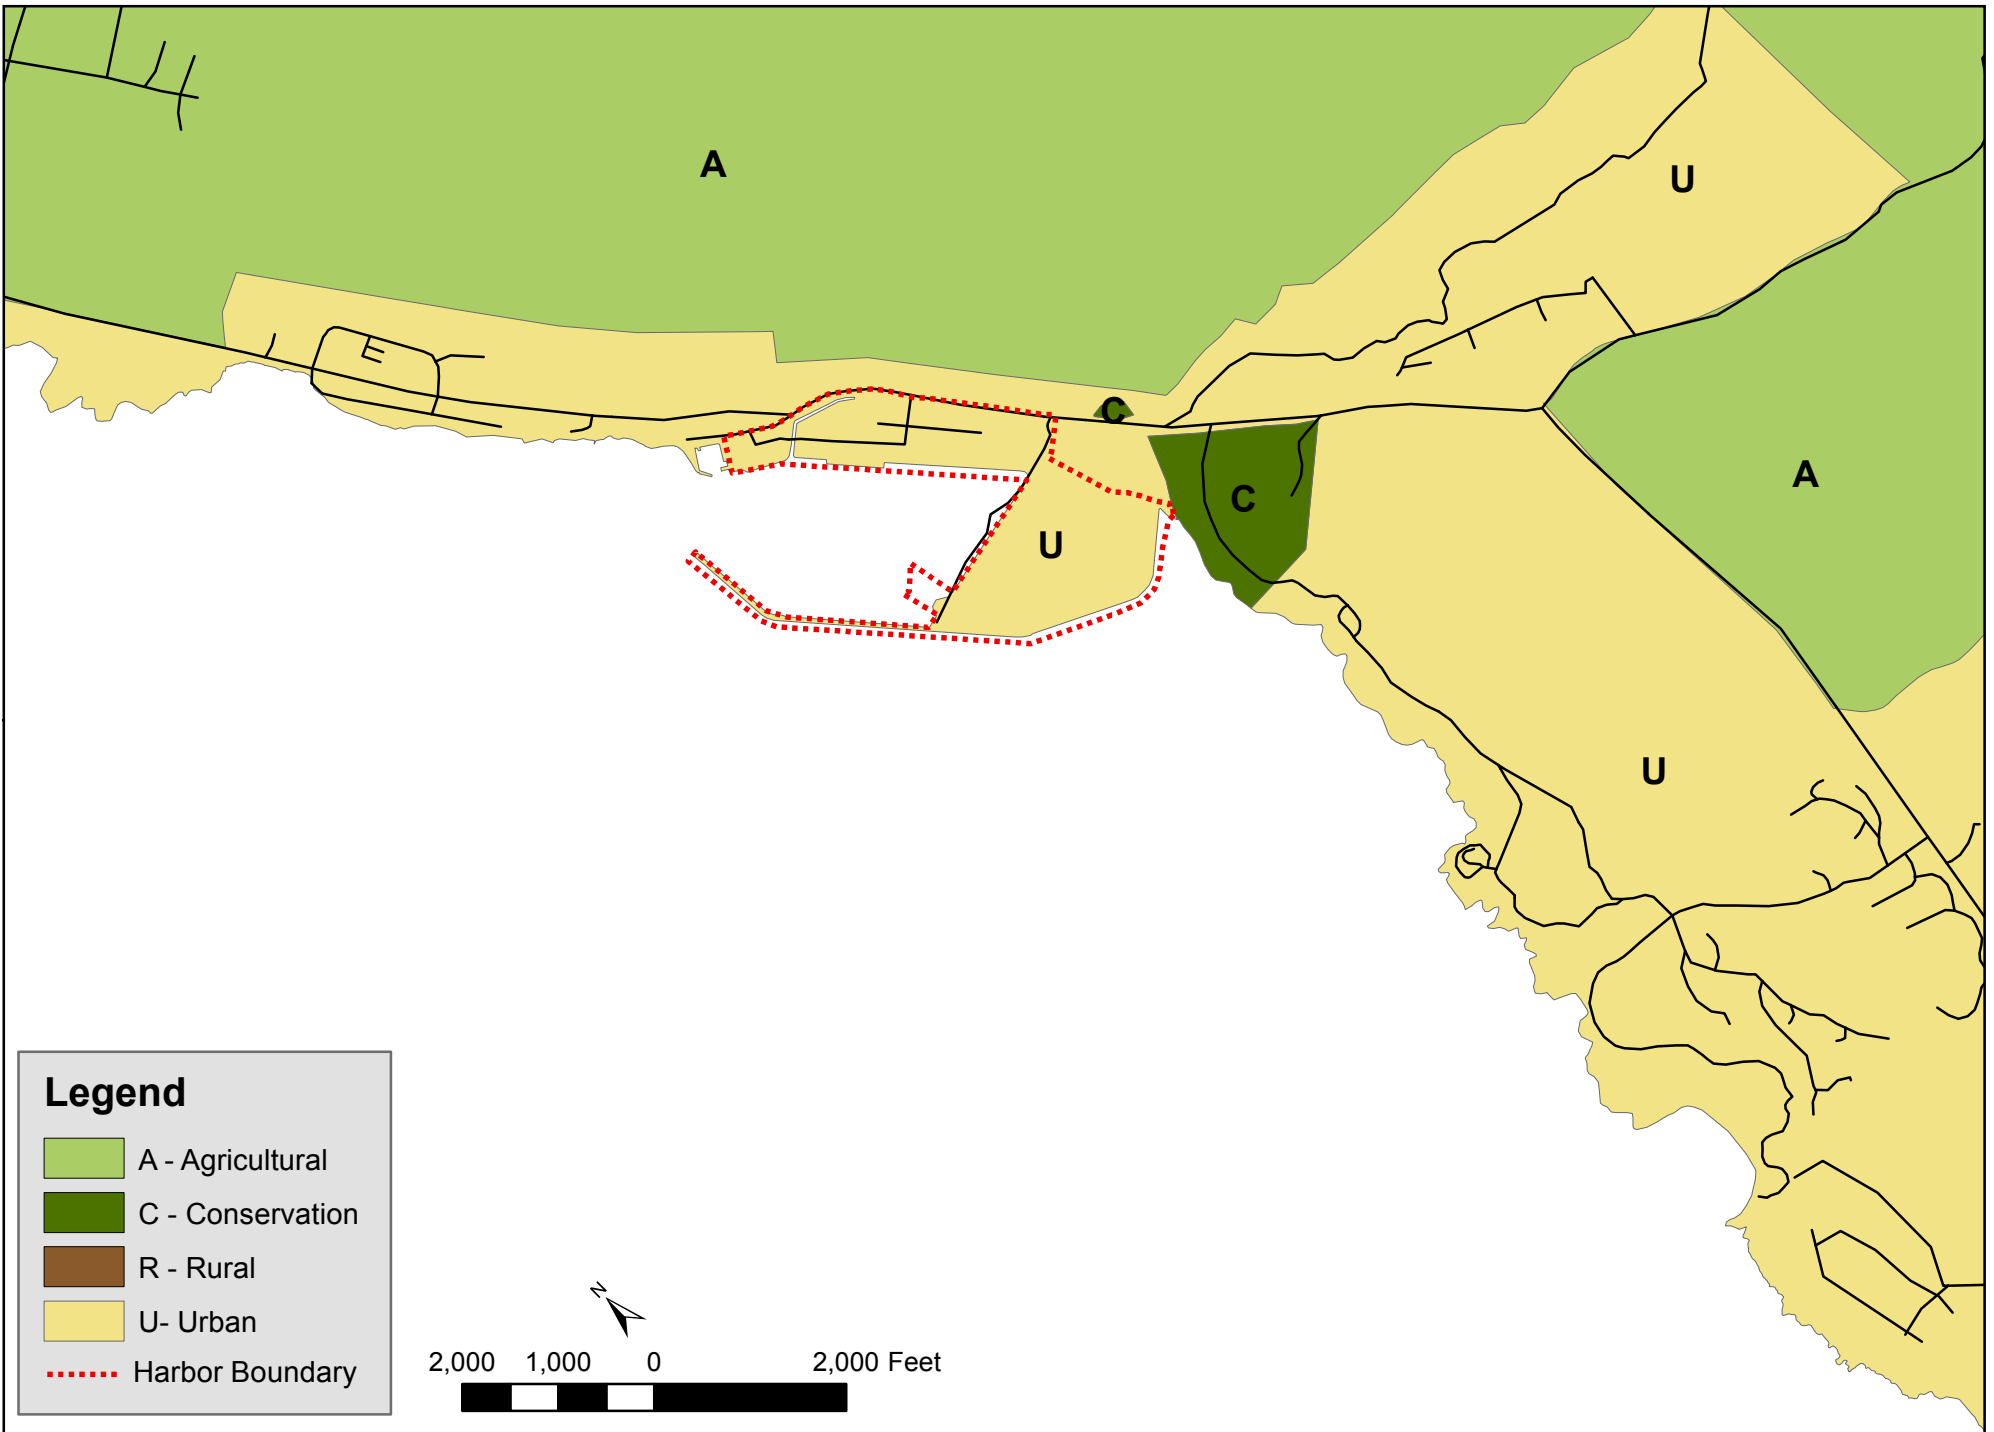 A
U
C
A
C
U
U
Legend
A - Agricultural
C - Conservation
R - Rural
U- Urban
Harbor Boundary
N
2,000 1,000 0 2,000 Feet